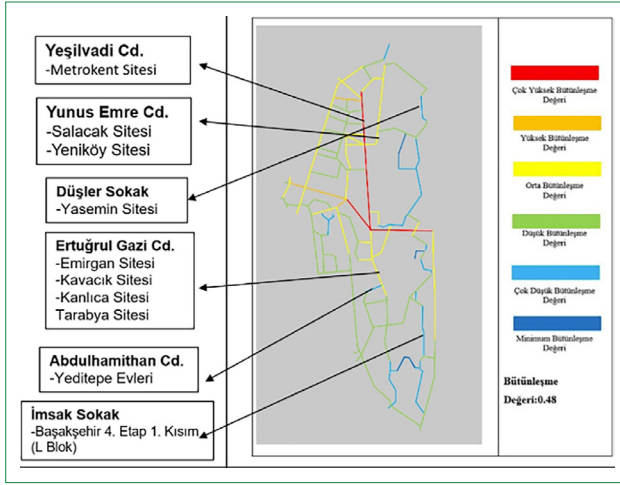 Yeşilvadi Cd.
-Metrokent Sitesi
Yunus Emre Cd.
-Salacak Sitesi
-Yeniköy Sitesi
Düşler Sokak
-Yasemin Sitesi
Ertuğrul Gazi Cd.
-Emirgan Sitesi
-Kavacık Sitesi
-Kanlıca Sitesi
Tarabya Sitesi
Abdulhamithan Cd.
-Yeditepe Evleri
İmsak Sokak
-Başakşehir 4. Etap 1. Kısım
(L Blok)
Çok Yüksek Bütünleşme
Değeri
Yüksek Bütünleşme
Değeri
Orta Bütünleşme
Değeri
Düşük Bütünleşme
Değeri
Çok Düşük Bütünleşme
Değeri
Minimum Bütünleşme
Değeri
Bütünleşme
Değeri:0.48